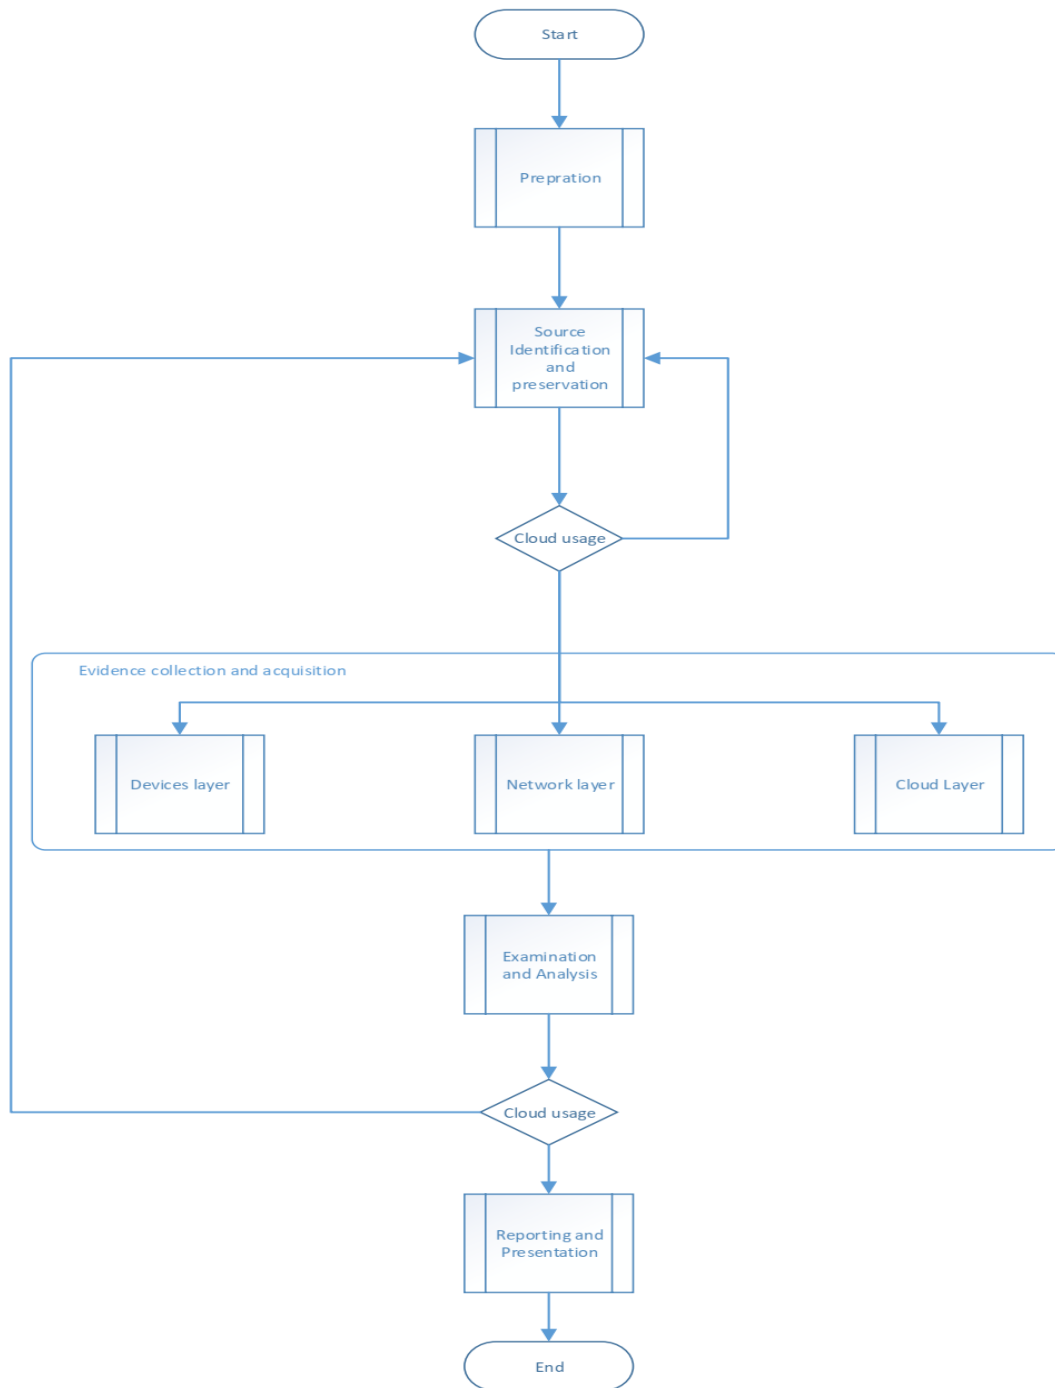 Start
Prepration
Source
Identification
and
preservation
Cloud usage
Evidence collection and acquisition
Devices layer
Network layer
Cloud Layer
Examination
and Analysis
Cloud usage
Reporting and
Presentation
End